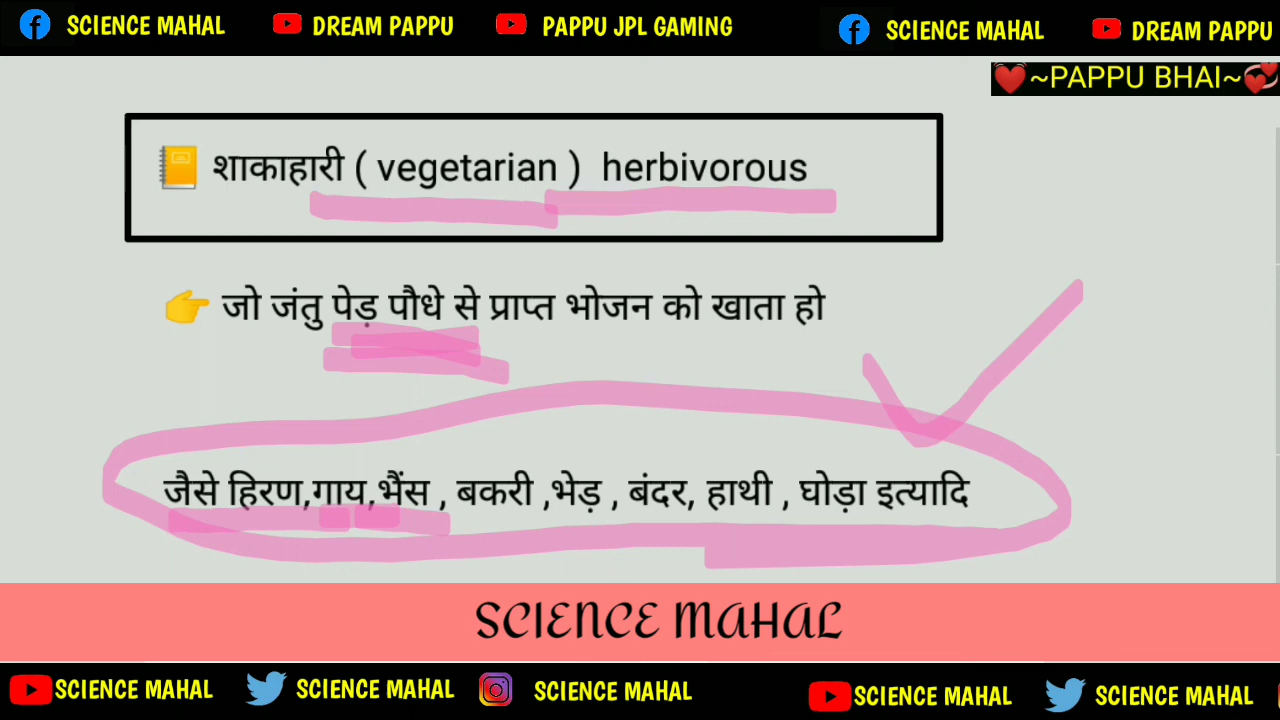 SCIENCE MAHAL DREAM PAPPU PAPPU JPL GAMING SCIENCE MAHAL DREAM PAPPU
~PAPPU BHAI~
शाकाहारी ( vegetarian ) herbivorous
जो जंतु पेड़ पौधे से प्राप्त भोजन को खाता हो
जैसे हिरण,गाय,भैंस , बकरी ,भेड़ , बंदर, हाथी , घोड़ा इत्यादि
SCIENCE MAHAL
SCIENCE MAHAL SCIENCE MAHAL SCIENCE MAHAL SCIENCE MAHAL SCIENCE MAHAL